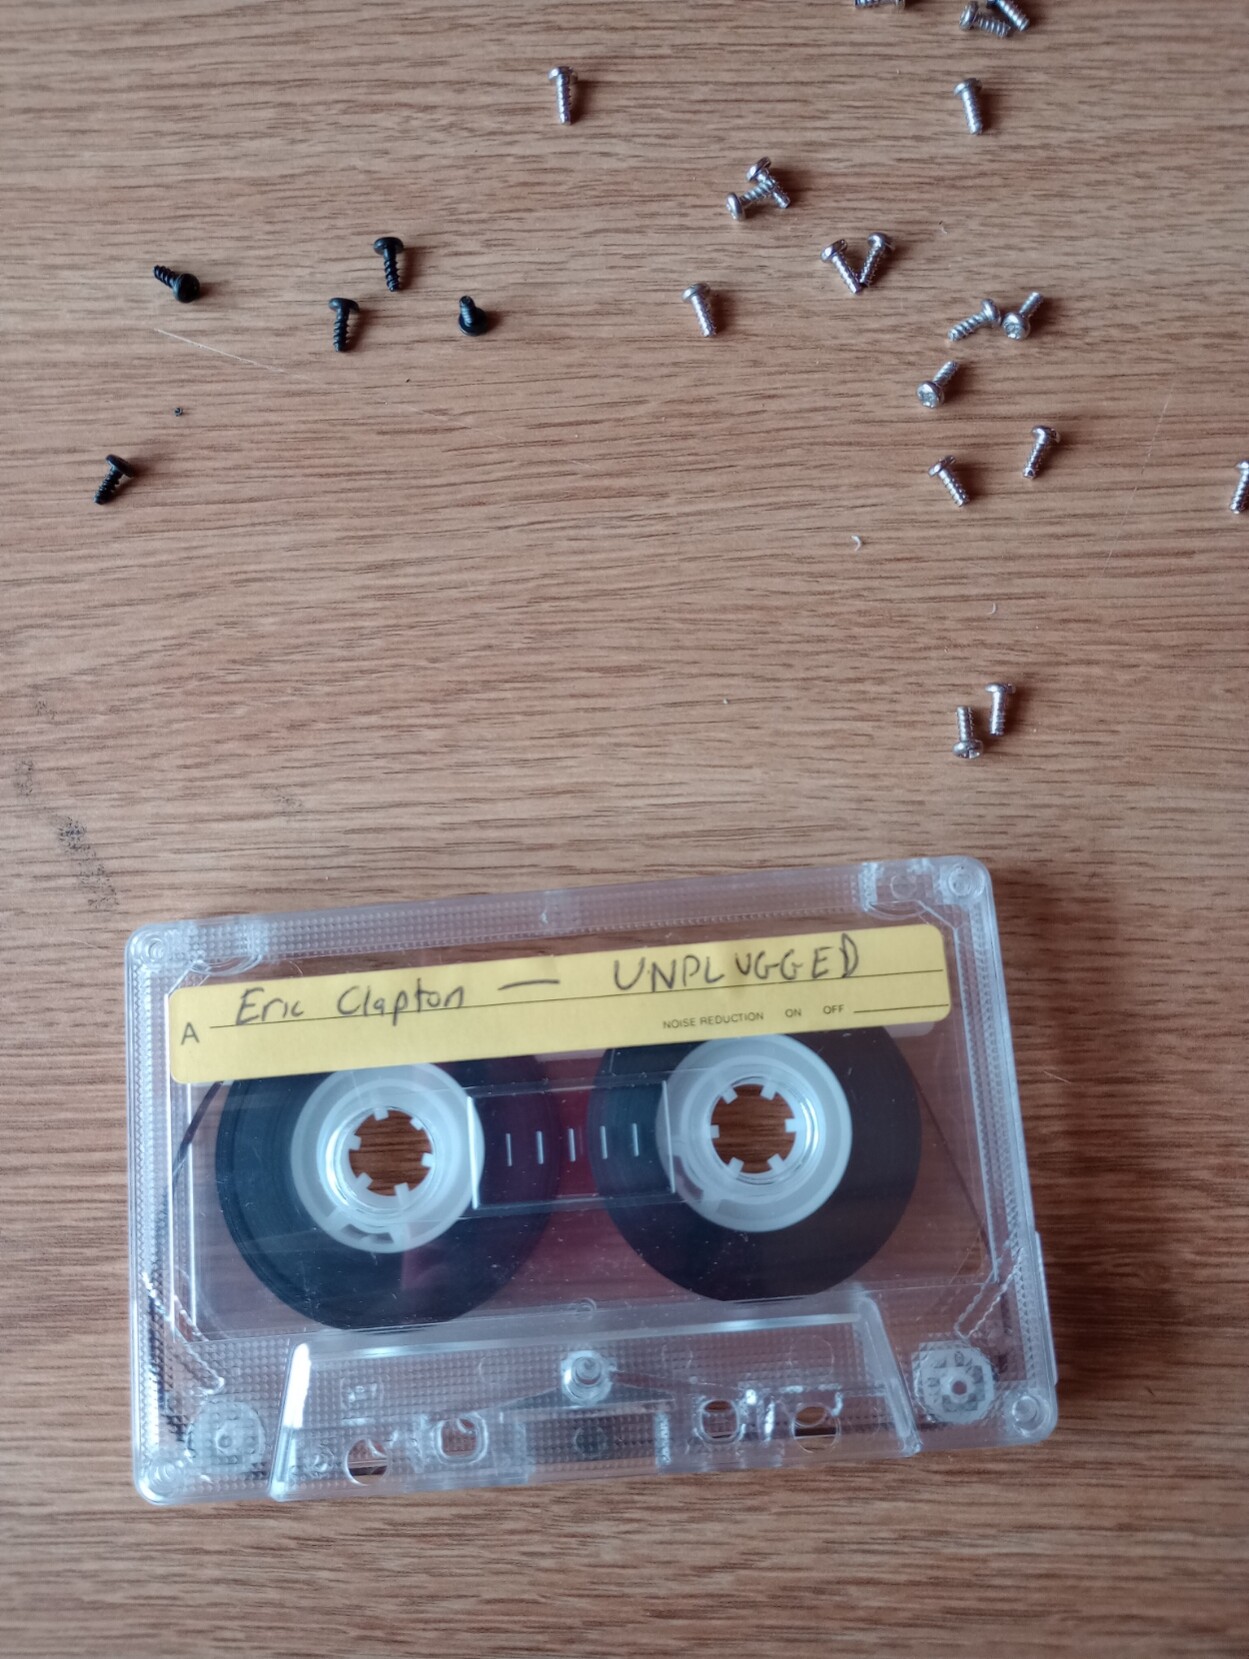 Eric Clapton — UNPLUGGED
A
NOISE REDUCTION ON OFF